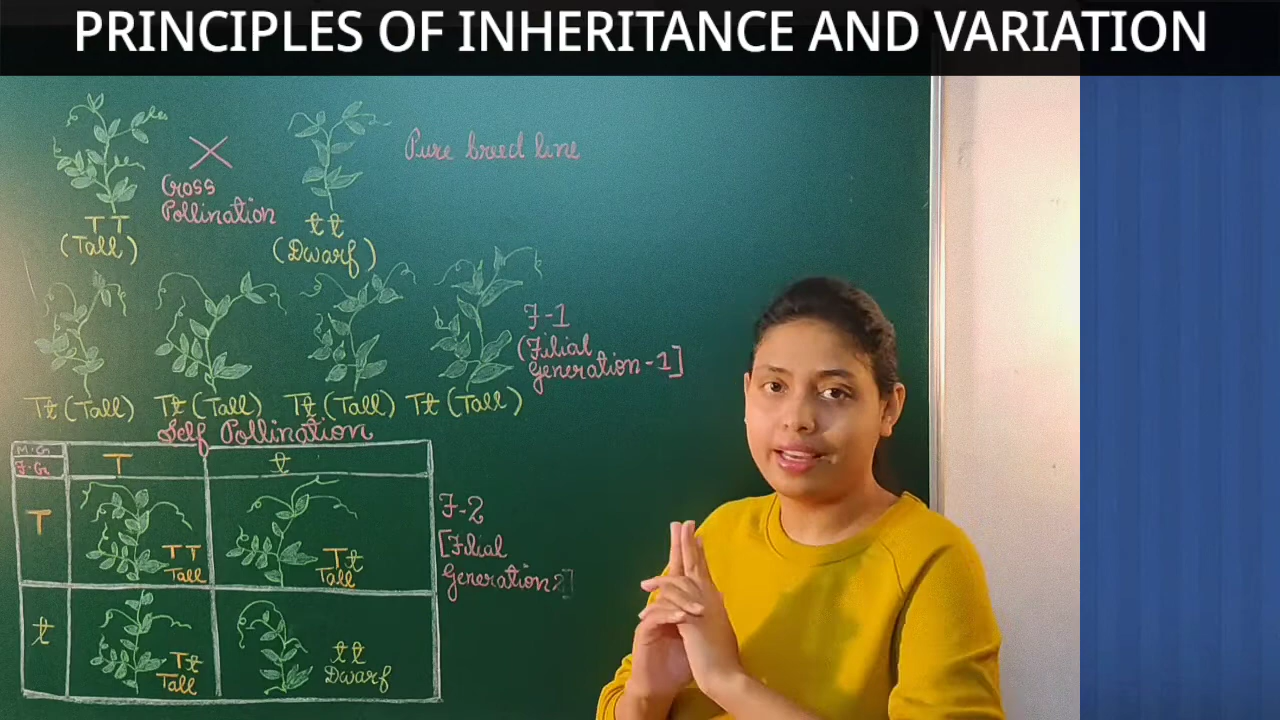 PRINCIPLES OF INHERITANCE AND VARIATION
Pure breed line
Cross
Pollination
TT
(Tall)
tt
(Dwarf)
F-1
(Filial
Generation-1]
Tt (Tall) Tt (Tall) Tt (Tall) Tt (Tall)
Self Pollination
M.G
F.G
T
t
T
TT
Tall
Tt
Tall
F-2
[Filial
Generation2]
t
Tt
Tall
tt
Dwarf